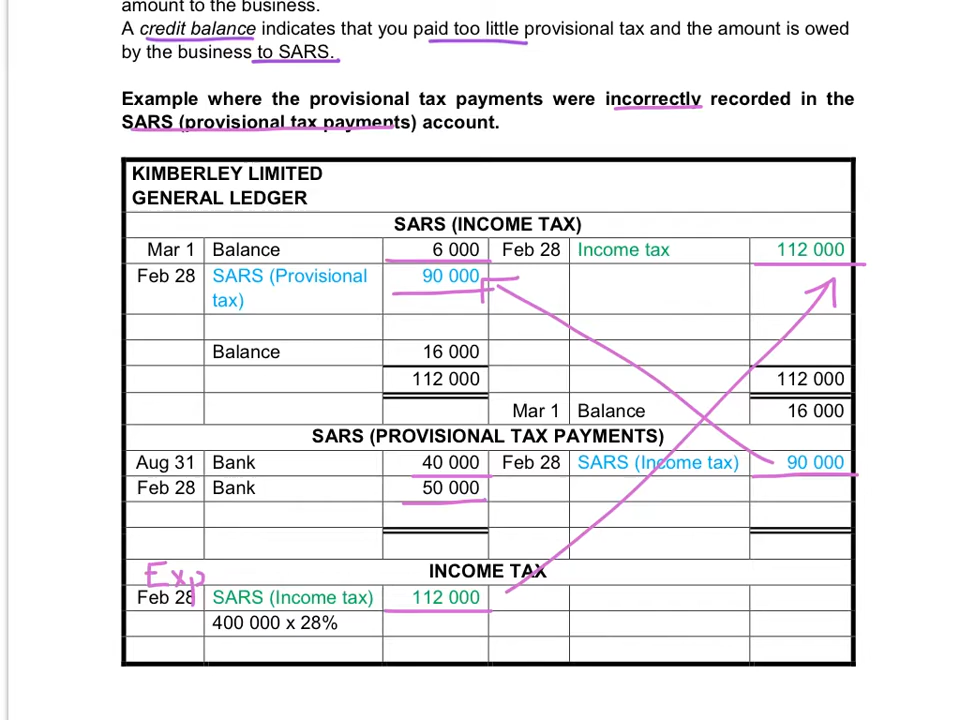 amount to the business.
A credit balance indicates that you paid too little provisional tax and the amount is owed
by the business to SARS.
Example where the provisional tax payments were incorrectly recorded in the
SARS (provisional tax payments) account.
KIMBERLEY LIMITED
GENERAL LEDGER
SARS (INCOME TAX)
Mar 1 Balance 6 000 Feb 28 Income tax 112 000
Feb 28 SARS (Provisional 90 000
tax)
Balance 16 000
112 000 112 000
Mar 1 Balance 16 000
SARS (PROVISIONAL TAX PAYMENTS)
Aug 31 Bank 40 000 Feb 28 SARS (Income tax) 90 000
Feb 28 Bank 50 000
Exp INCOME TAX
Feb 28 SARS (Income tax) 112 000
400 000 x 28%